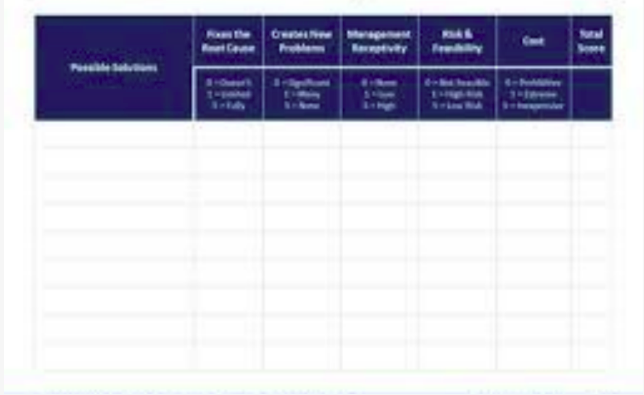 Possible Solutions
Fixes the
Root Cause
Creates New
Problems
Management
Receptivity
Risk &
Feasibility
Cost
Total
Score
0 = Doesn't
1 = Limited
5 = Fully
0 = Significant
1 = Many
5 = None
0 = None
1 = Low
5 = High
0 = Not Feasible
1 = High Risk
5 = Low Risk
0 = Prohibitive
1 = Extreme
5 = Inexpensive